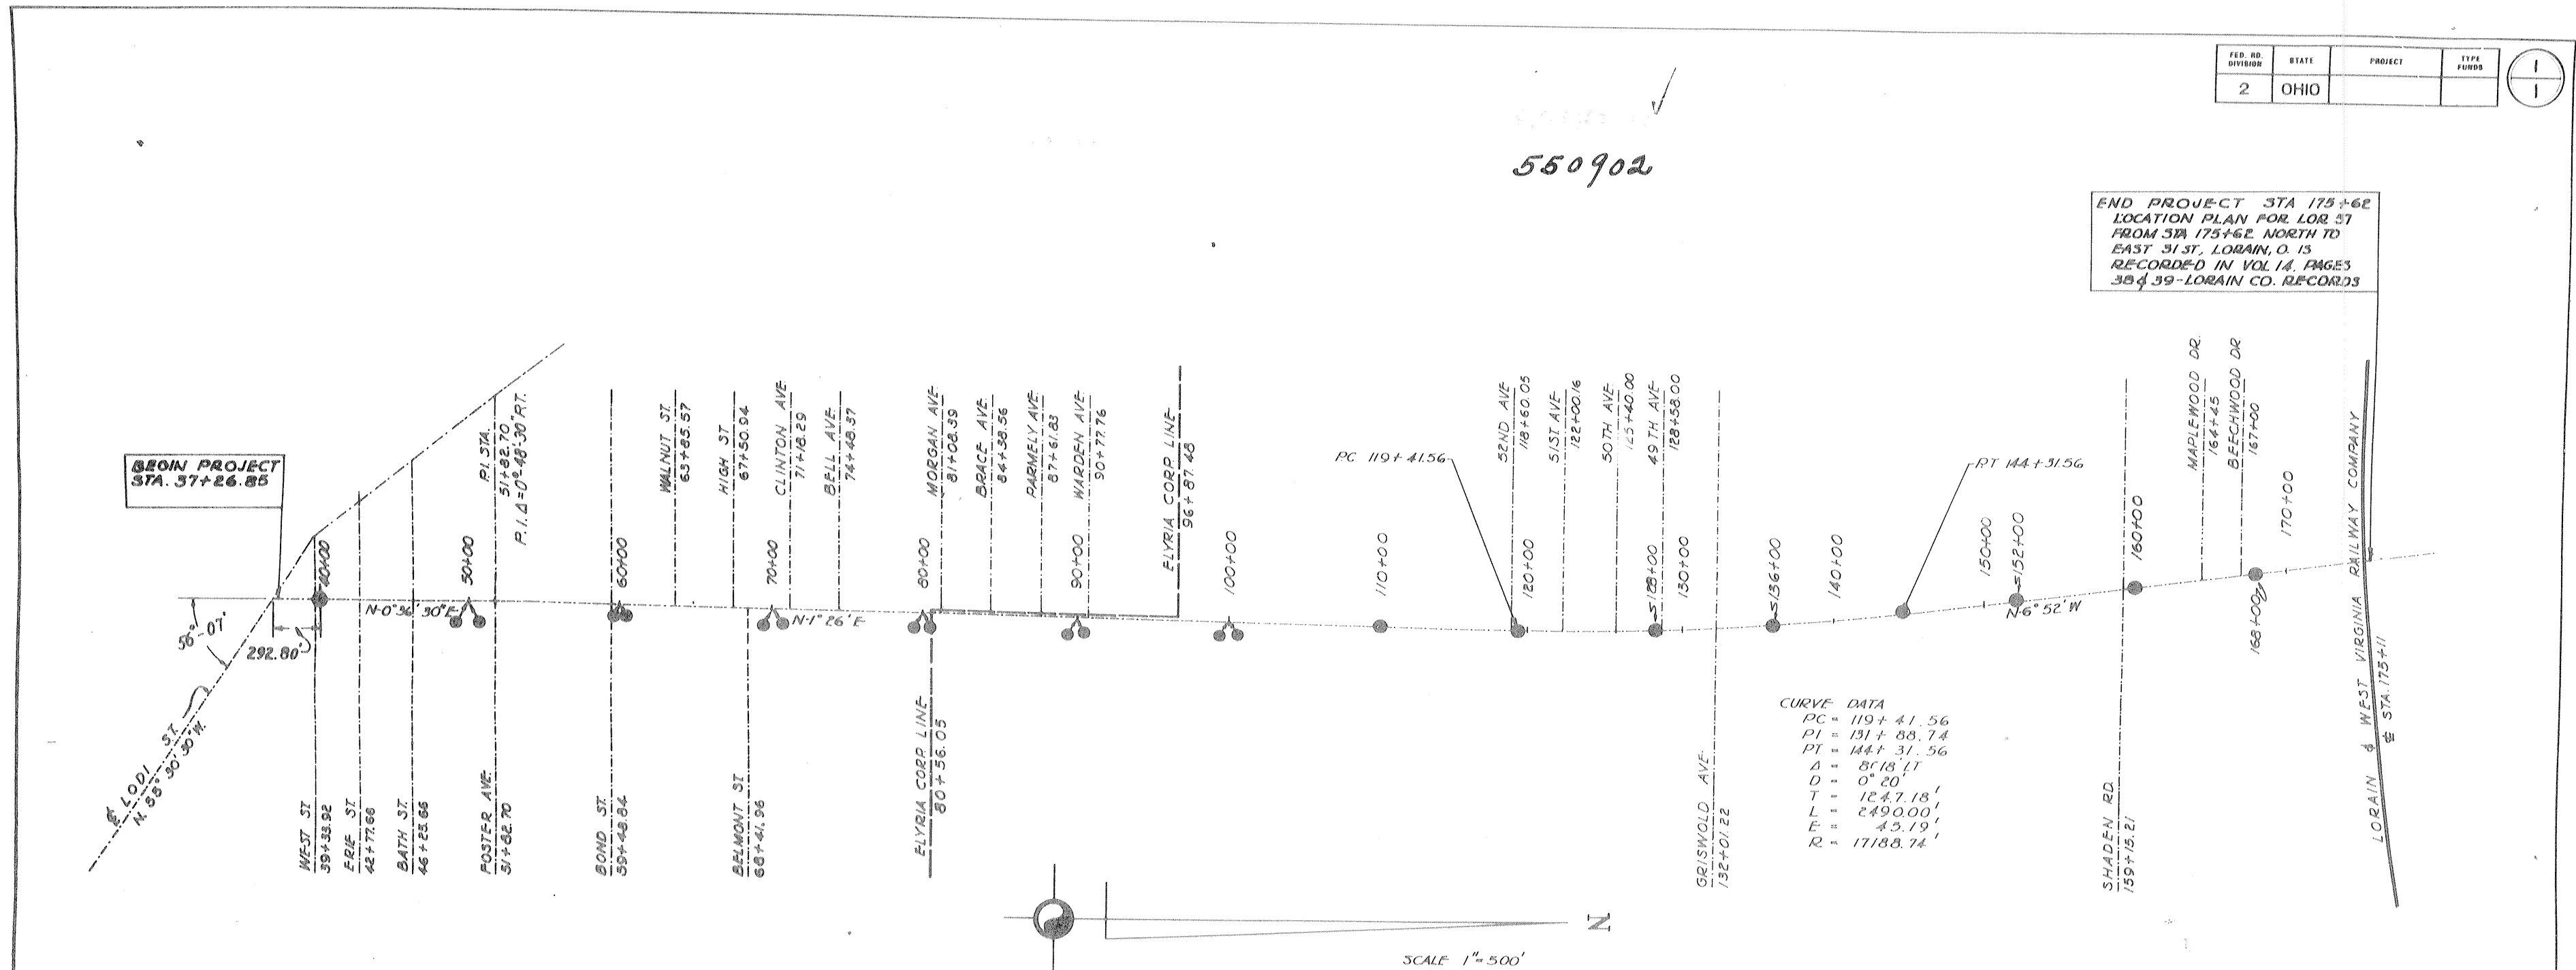 FED. RD. DIVISION
STATE
PROJECT
TYPE FUNDS
2
OHIO
1
1
550902
END PROJECT STA 175+62
LOCATION PLAN FOR LOR 57
FROM STA 175+62 NORTH TO
EAST 31 ST, LORAIN, O. IS
RECORDED IN VOL 14, PAGES
38 & 39-LORAIN CO. RECORDS
BEGIN PROJECT
STA. 37+26.85
P.I. STA.
51+82.70
P.I. Δ=0°-48'-30" RT.
WALNUT ST.
63+85.57
HIGH ST
67+50.94
CLINTON AVE
71+18.29
BELL AVE.
74+48.37
MORGAN AVE
81+08.39
BRACE AVE.
84+38.56
PARMELY AVE.
87+61.83
WARDEN AVE.
90+77.76
ELYRIA CORP. LINE
96+87.48
PC 119+41.56
52ND AVE
118+60.05
51ST AVE
122+00.16
50TH AVE
125+40.00
49TH AVE
128+58.00
PT 144+31.56
MAPLEWOOD DR.
164+45
BEECHWOOD DR
167+00
40+00
50+00
60+00
70+00
80+00
90+00
100+00
110+00
120+00
128+00
130+00
136+00
140+00
150+00
152+00
160+00
168+00
170+00
N-0°36'30"E
N-1°26'E
N-6°52'W
58°-07'
292.80'
℄ LODI ST.
N. 55° 30' 30" W.
WEST ST
39+33.92
ERIE ST.
42+77.66
BATH ST.
46+25.66
FOSTER AVE.
51+82.70
BOND ST.
59+48.84
BELMONT ST
68+41.96
ELYRIA CORP. LINE
80+56.05
GRISWOLD AVE.
132+01.22
SHADEN RD.
159+15.21
LORAIN & WEST VIRGINIA RAILWAY COMPANY
℄ STA. 175+11
CURVE DATA
PC = 119+41.56
PI = 131+88.74
PT = 144+31.56
Δ = 8°18' LT
D = 0° 20'
T = 1247.18'
L = 2490.00'
E = 45.19'
R = 17188.74'
N
SCALE 1"=500'